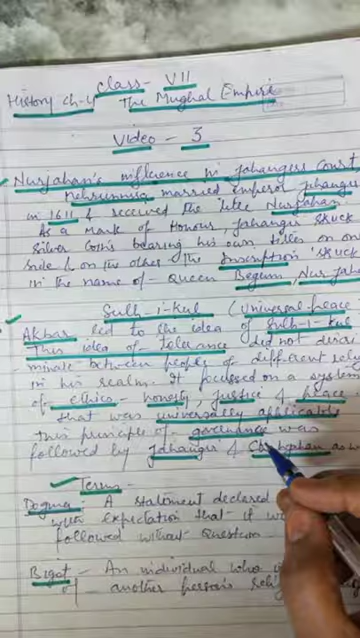 Class - VII
History Ch-4 The Mughal Empire
Video - 3
Nurjahan's influence in Jahangir's Court
Mehrunnisa married emperor Jahangir
in 1611 & received the title Nurjahan.
As a mark of Honour, Jahangir struck
Silver coins bearing his own titles on one
side & on the other the Inscription 'struck
in the name of Queen Begum, Nur Jaha
Sulh-i-kul (Universal peace
Akbar led to the idea of Sulh-i-kul
This idea of tolerance did not discri
minate between people of different relig
in his realm. It focussed on a system
of ethics - honesty, justice & peace
that was universally applicable
This principle of governance was
followed by Jahangir & as w
Terms -
Dogma - A statement declared
with expectation that it w
followed without question
Bigot - An individual who i
of another person's relig